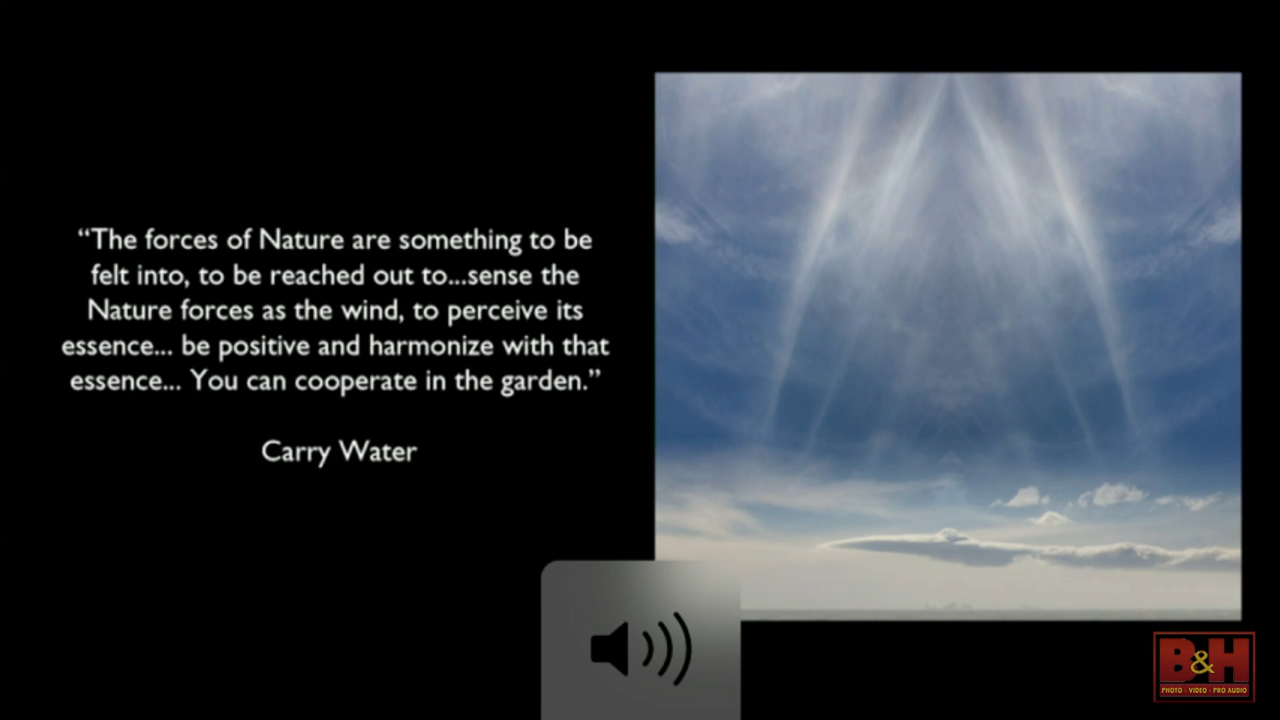 “The forces of Nature are something to be
felt into, to be reached out to...sense the
Nature forces as the wind, to perceive its
essence... be positive and harmonize with that
essence... You can cooperate in the garden.”
Carry Water
B&H
PHOTO · VIDEO · PRO AUDIO